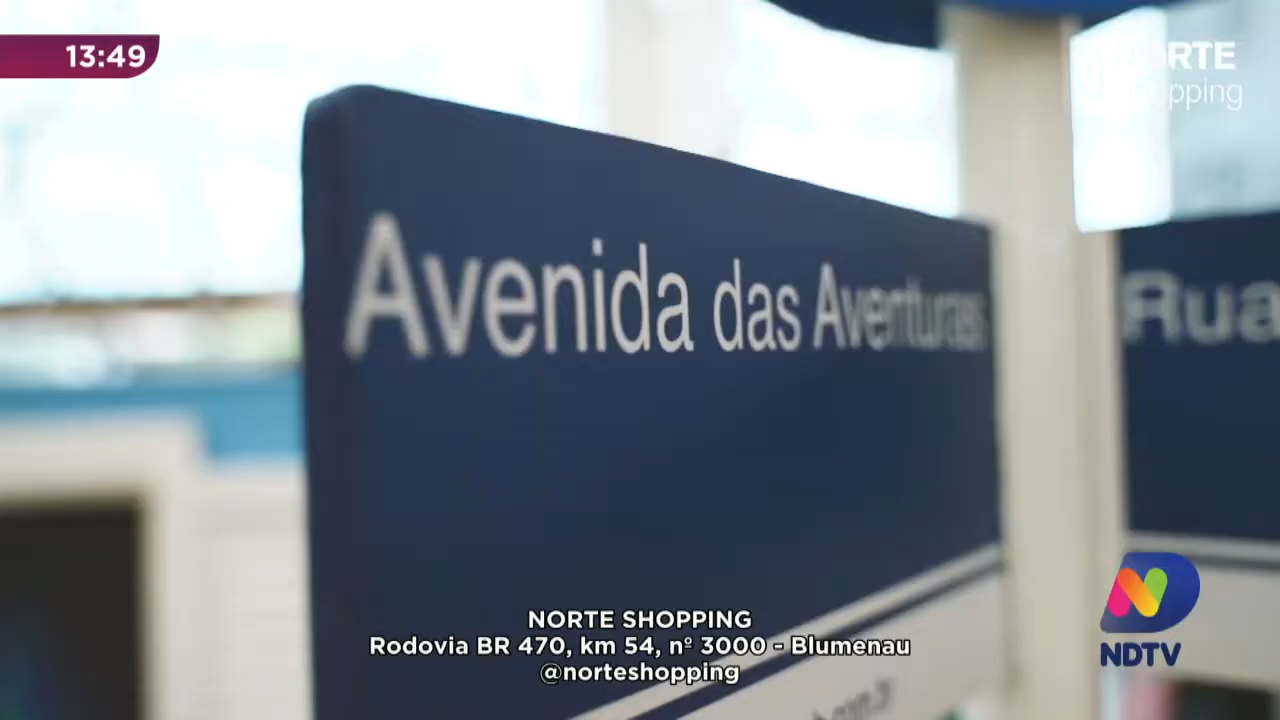 13:49
NORTE
Avenida das Aventuras
Rua
NORTE SHOPPING
Rodovia BR 470, km 54, nº 3000 - Blumenau
@norteshopping
NDTV